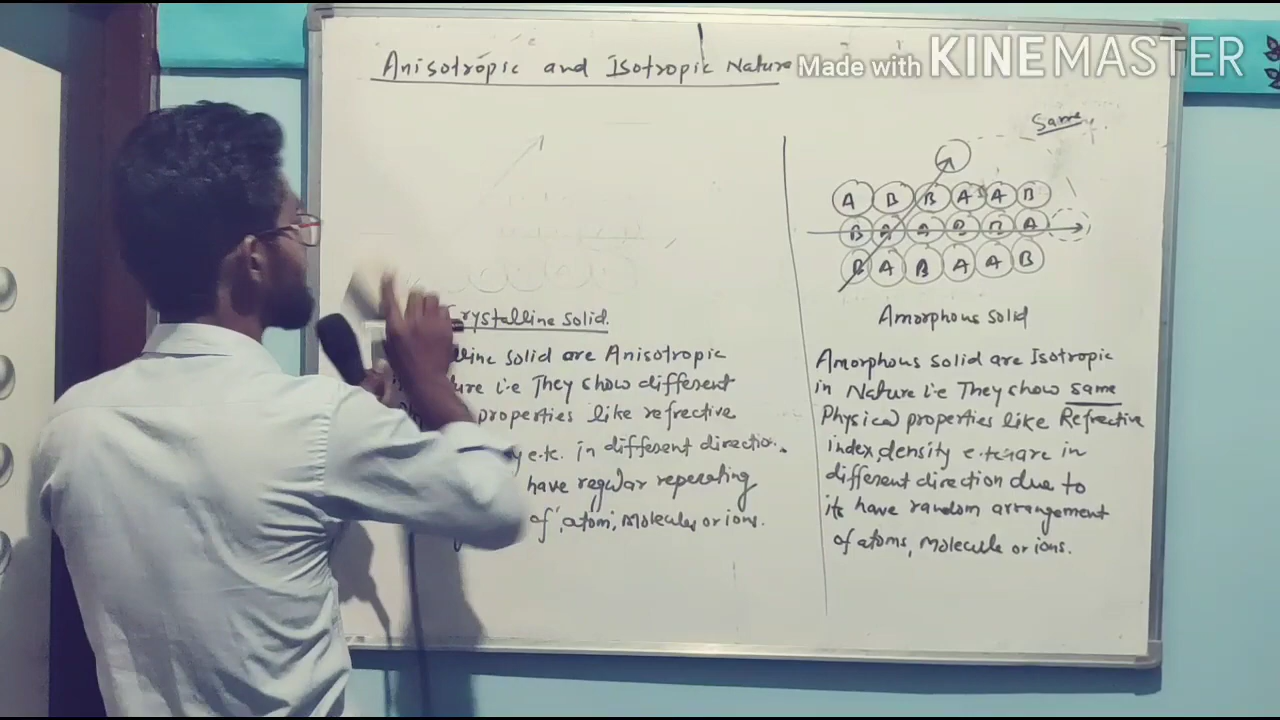 Anisotropic and Isotropic Nature
Made with KINEMASTER
Same
A B B A A B
A
B A B A A B
Crystalline solid.
Amorphous solid
line solid are Anisotropic
ure i.e They show different
properties like refrective
y e.t.c. in different direction.
have regular repeating
of atom, Molecules or ions.
Amorphous solid are Isotropic
in Nature i.e They show same
Physical properties like Refrective
index, density e.t.c are in
different direction due to
its have random arrangement
of atoms, Molecule or ions.